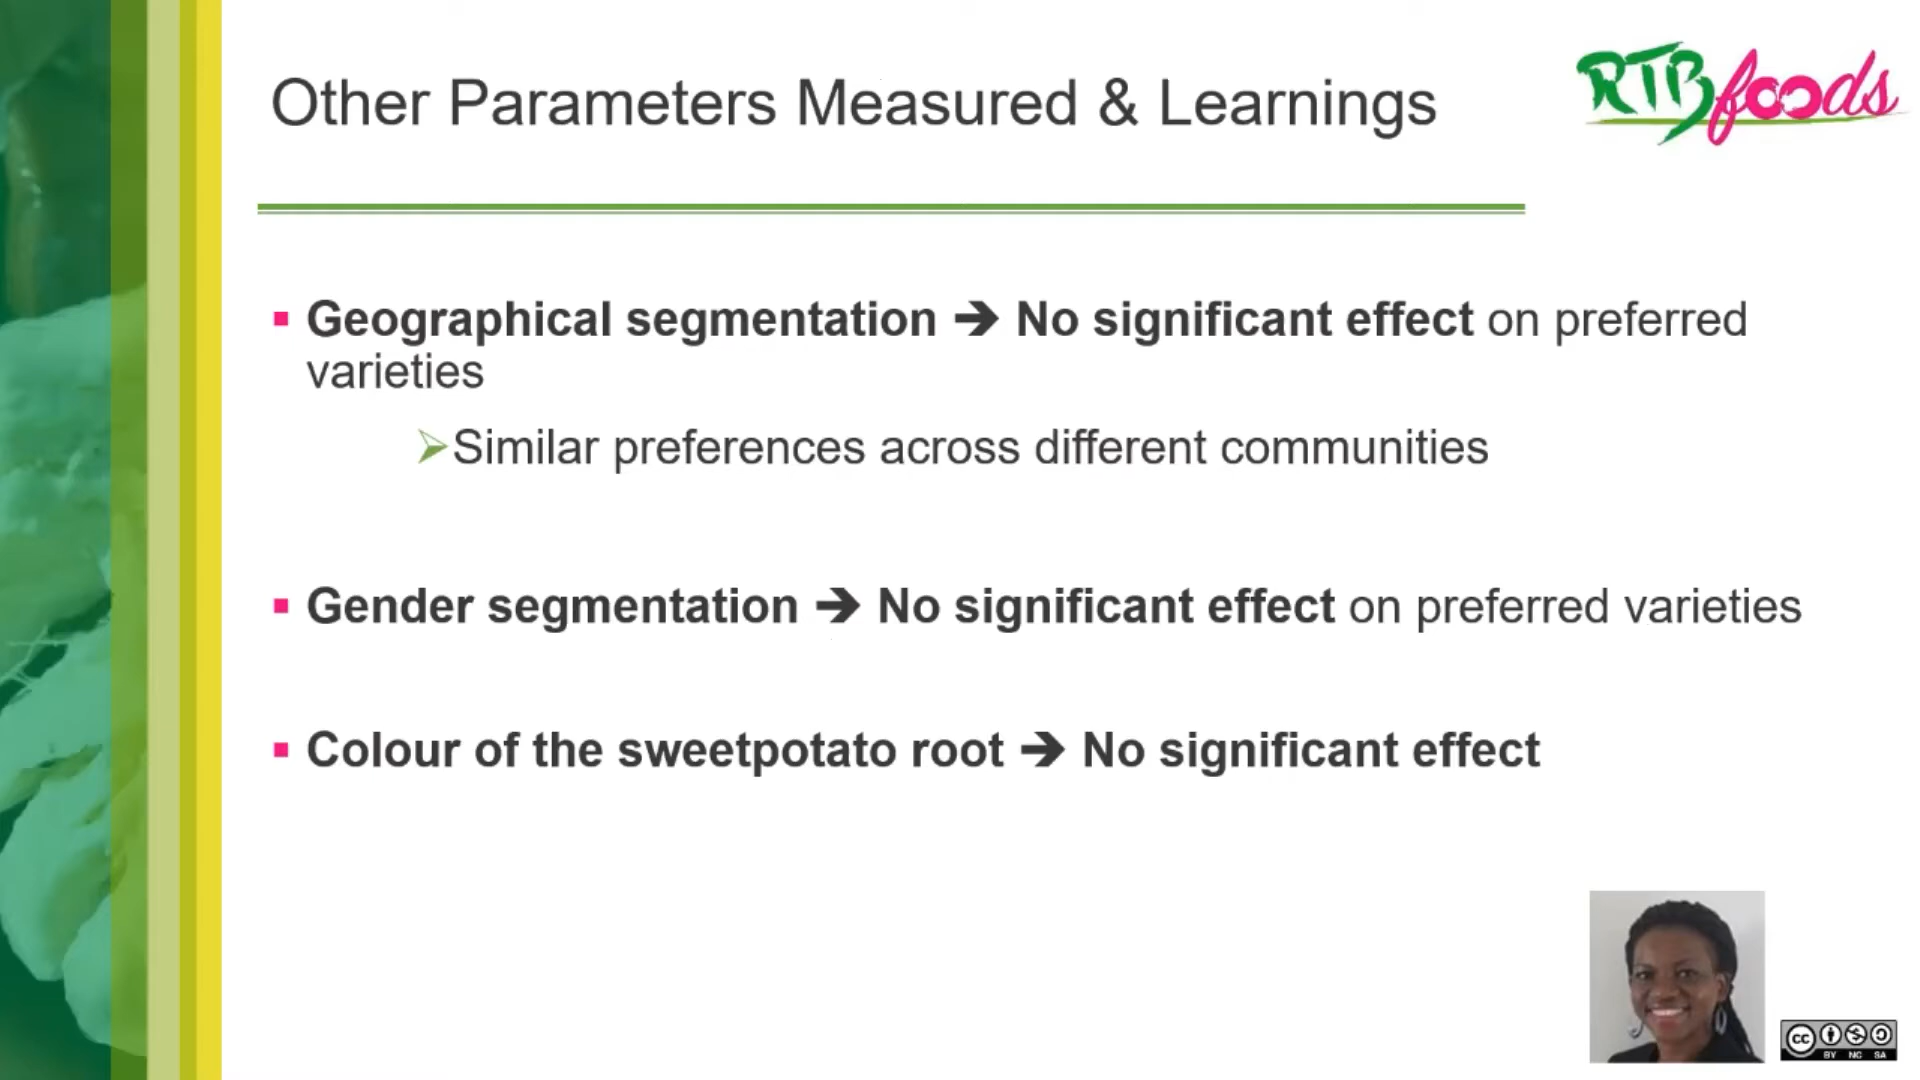 Other Parameters Measured & Learnings
RTBfoods
Geographical segmentation ➔ No significant effect on preferred
varieties
Similar preferences across different communities
Gender segmentation ➔ No significant effect on preferred varieties
Colour of the sweetpotato root ➔ No significant effect
cc
BY NC SA